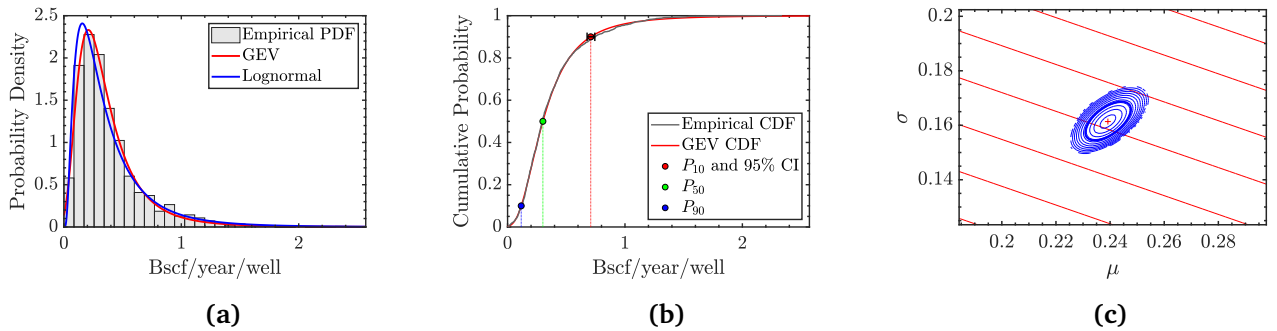 2.5
2
1.5
1
0.5
0
0
1
2
Probability Density
Bscf/year/well
Empirical PDF
GEV
Lognormal
(a)
1
0.8
0.6
0.4
0.2
0
0
1
2
Cumulative Probability
Bscf/year/well
Empirical CDF
GEV CDF
P10 and 95% CI
P50
P90
(b)
0.2
0.18
0.16
0.14
0.2 0.22 0.24 0.26 0.28
σ
μ
(c)